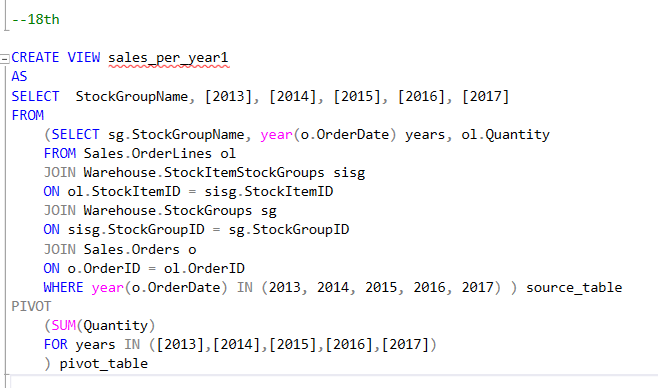 --18th
CREATE VIEW sales_per_year1
AS
SELECT  StockGroupName, [2013], [2014], [2015], [2016], [2017]
FROM
    (SELECT sg.StockGroupName, year(o.OrderDate) years, ol.Quantity
    FROM Sales.OrderLines ol
    JOIN Warehouse.StockItemStockGroups sisg
    ON ol.StockItemID = sisg.StockItemID
    JOIN Warehouse.StockGroups sg
    ON sisg.StockGroupID = sg.StockGroupID
    JOIN Sales.Orders o
    ON o.OrderID = ol.OrderID
    WHERE year(o.OrderDate) IN (2013, 2014, 2015, 2016, 2017) ) source_table
PIVOT
    (SUM(Quantity)
    FOR years IN ([2013],[2014],[2015],[2016],[2017])
    ) pivot_table